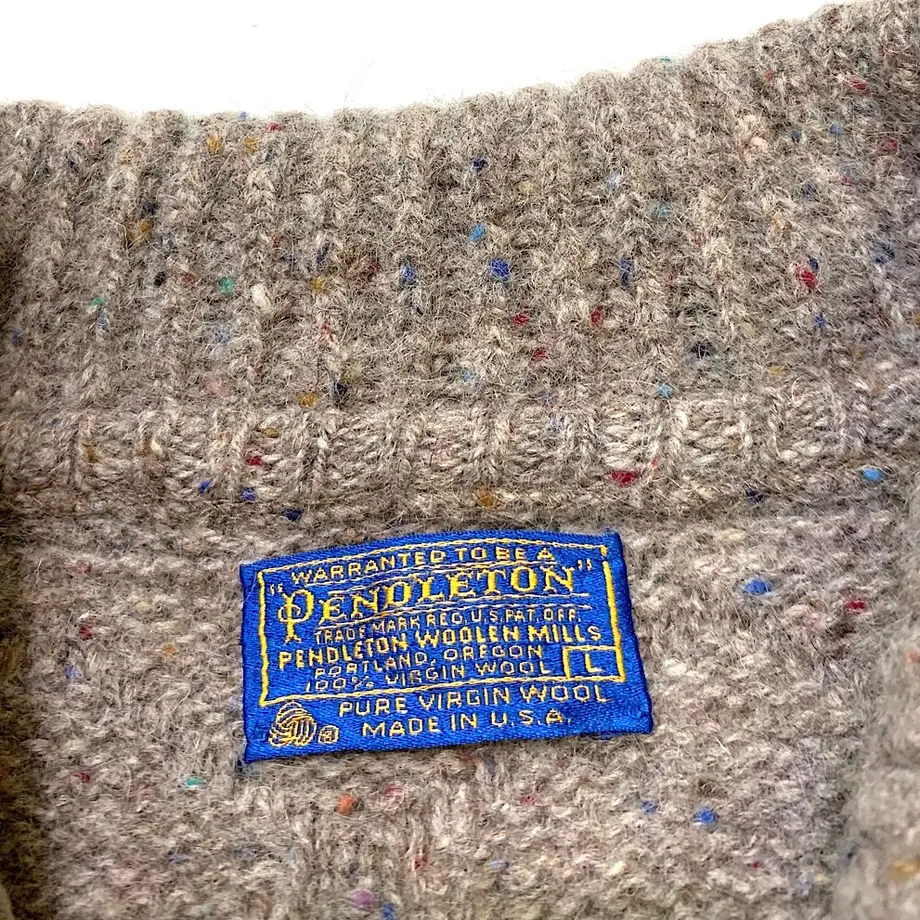 "WARRANTED TO BE A
PENDLETON"
TRADE MARK REG. U.S. PAT. OFF.
PENDLETON WOOLEN MILLS
PORTLAND, OREGON
100% VIRGIN WOOL L
PURE VIRGIN WOOL
® MADE IN U.S.A.